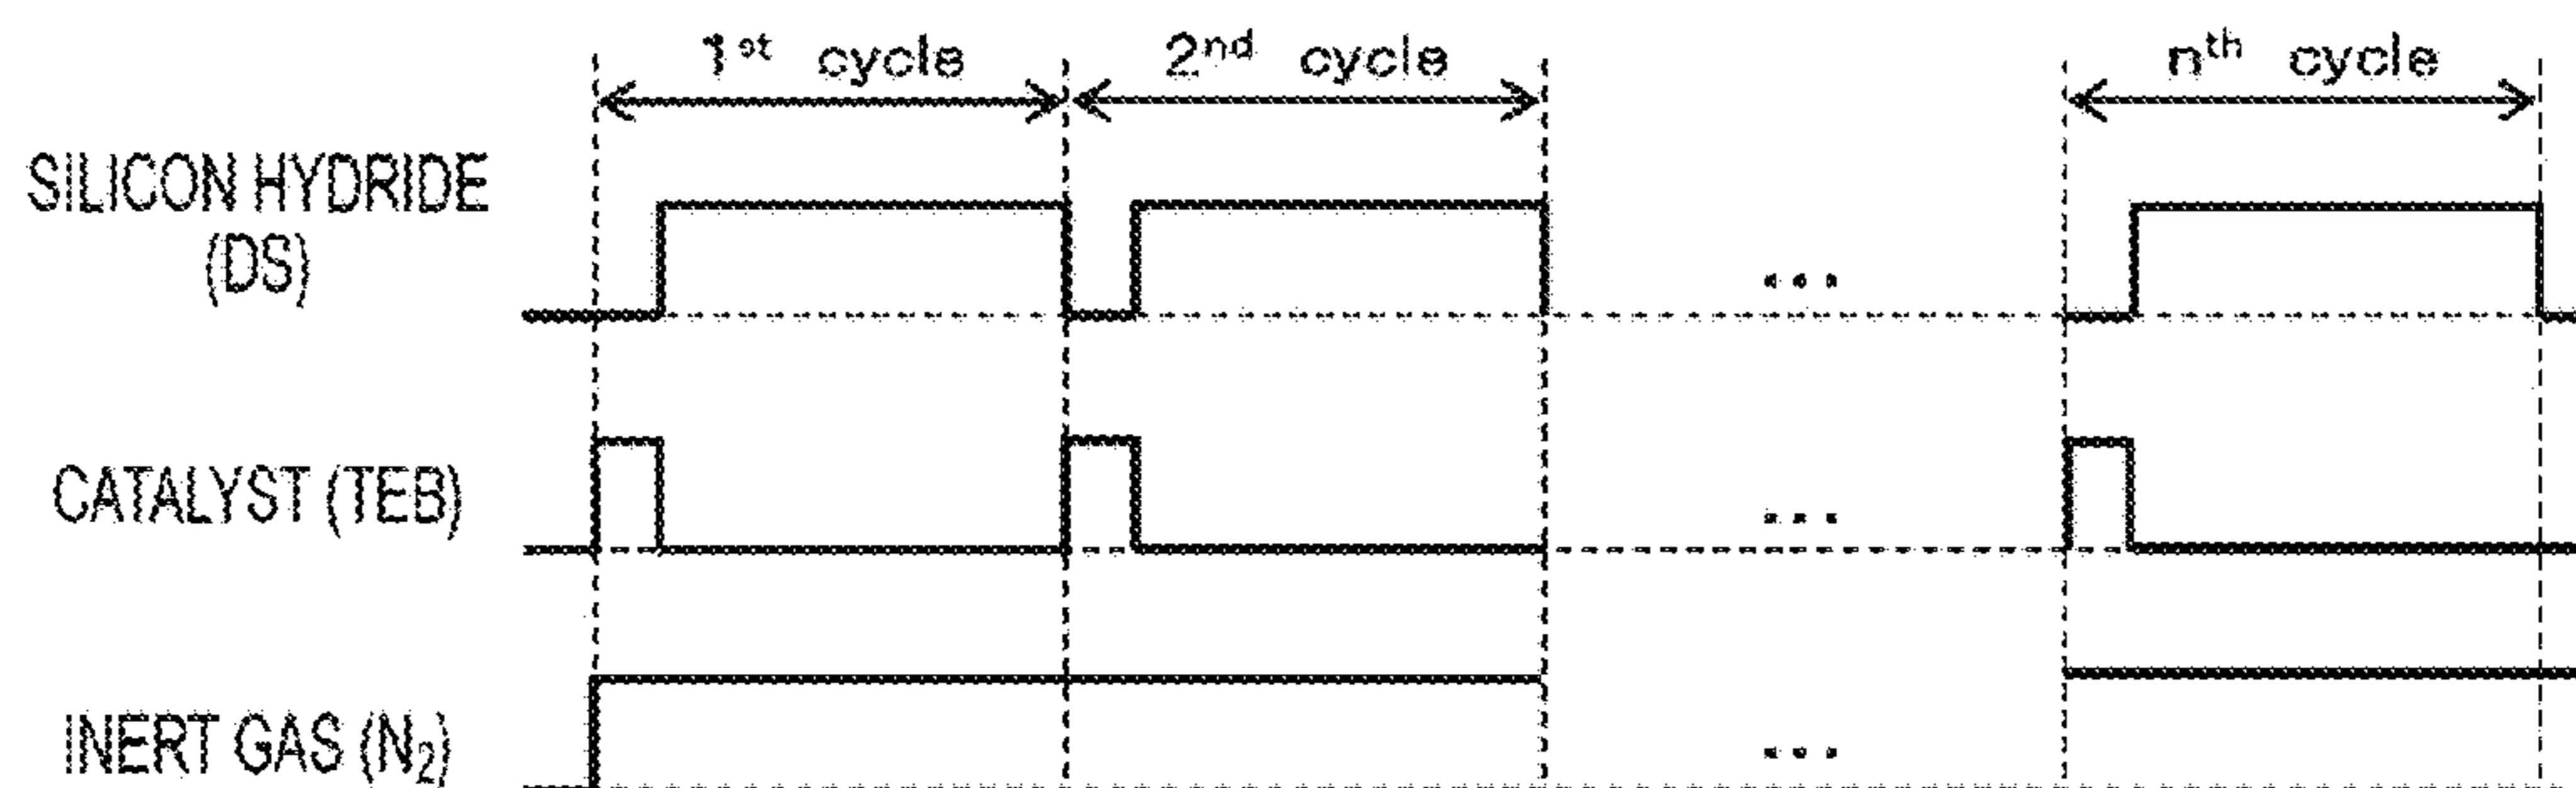 1st cycle 2nd cycle nth cycle
SILICON HYDRIDE
(DS)
...
CATALYST (TEB)
...
INERT GAS (N2)
...